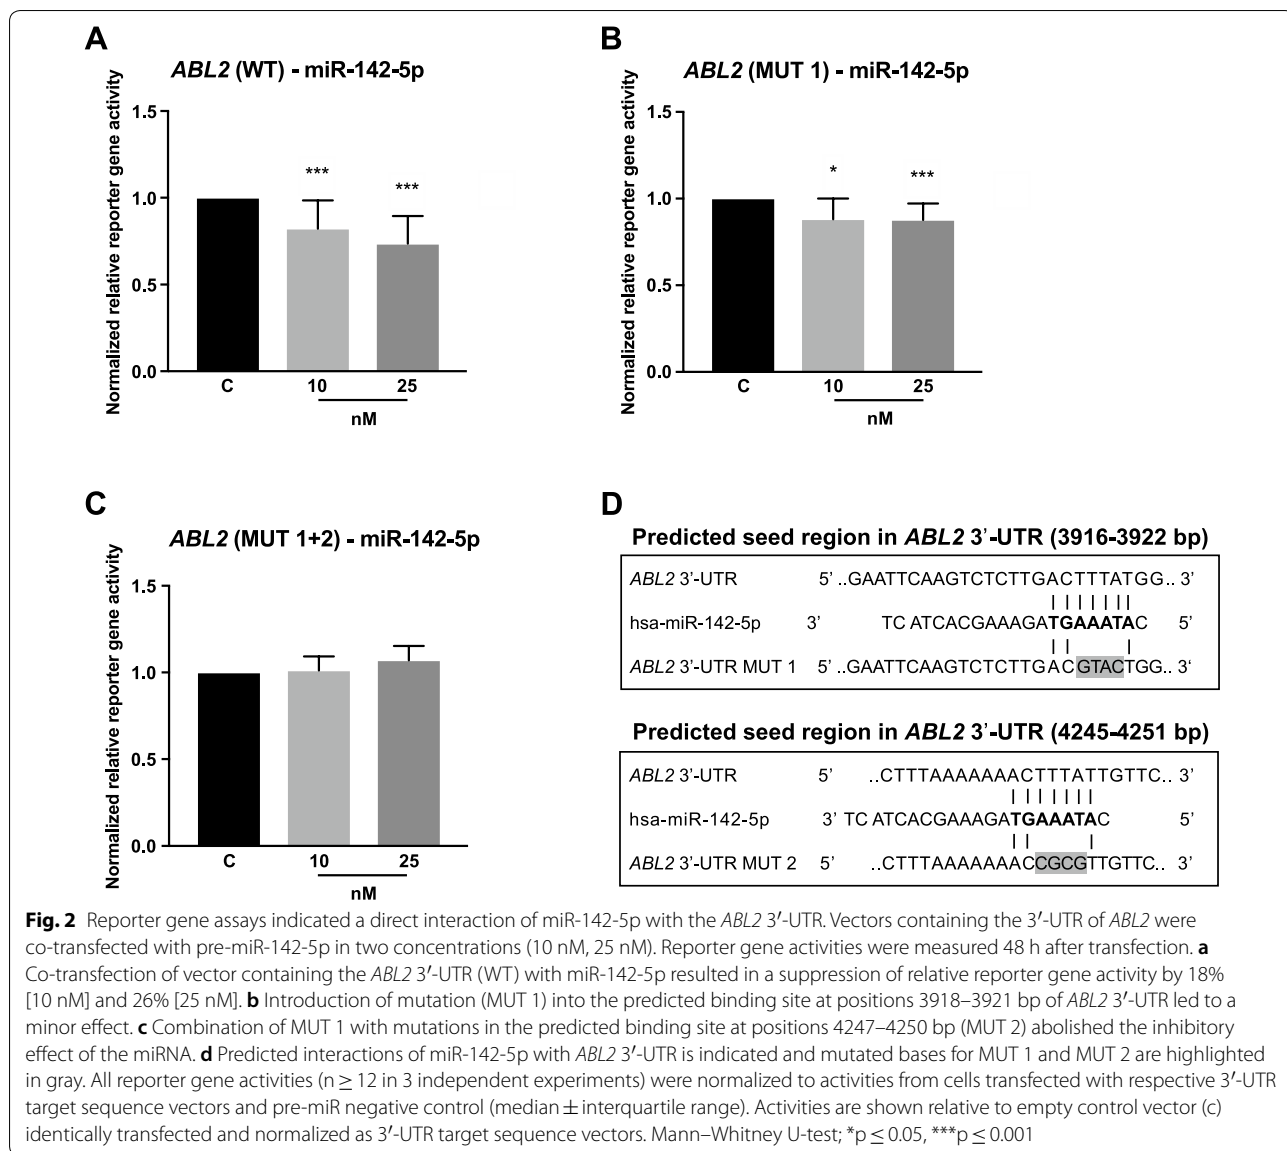 A
ABL2 (WT) - miR-142-5p
Normalized relative reporter gene activity
1.5
1.0
0.5
0.0
***
***
C 10 25
nM
B
ABL2 (MUT 1) - miR-142-5p
Normalized relative reporter gene activity
1.5
1.0
0.5
0.0
*
***
C 10 25
nM
C
ABL2 (MUT 1+2) - miR-142-5p
Normalized relative reporter gene activity
1.5
1.0
0.5
0.0
C 10 25
nM
D
Predicted seed region in ABL2 3’-UTR (3916-3922 bp)
ABL2 3’-UTR 5’ ..GAATTCAAGTCTCTTGACTTTATGG.. 3’
hsa-miR-142-5p 3’ TC ATCACGAAAGATGAAATAC 5’
ABL2 3’-UTR MUT 1 5’ ..GAATTCAAGTCTCTTGACGTACTGG.. 3‘
Predicted seed region in ABL2 3’-UTR (4245-4251 bp)
ABL2 3’-UTR 5’ ..CTTTAAAAAAACTTTATTGTTC.. 3’
hsa-miR-142-5p 3’ TC ATCACGAAAGATGAAATAC 5’
ABL2 3’-UTR MUT 2 5’ ..CTTTAAAAAAACCGCGTTGTTC.. 3’
Fig. 2 Reporter gene assays indicated a direct interaction of miR-142-5p with the ABL2 3′-UTR. Vectors containing the 3′-UTR of ABL2 were
co-transfected with pre-miR-142-5p in two concentrations (10 nM, 25 nM). Reporter gene activities were measured 48 h after transfection. a
Co-transfection of vector containing the ABL2 3′-UTR (WT) with miR-142-5p resulted in a suppression of relative reporter gene activity by 18%
[10 nM] and 26% [25 nM]. b Introduction of mutation (MUT 1) into the predicted binding site at positions 3918–3921 bp of ABL2 3′-UTR led to a
minor effect. c Combination of MUT 1 with mutations in the predicted binding site at positions 4247–4250 bp (MUT 2) abolished the inhibitory
effect of the miRNA. d Predicted interactions of miR-142-5p with ABL2 3′-UTR is indicated and mutated bases for MUT 1 and MUT 2 are highlighted
in gray. All reporter gene activities (n ≥ 12 in 3 independent experiments) were normalized to activities from cells transfected with respective 3′-UTR
target sequence vectors and pre-miR negative control (median ± interquartile range). Activities are shown relative to empty control vector (c)
identically transfected and normalized as 3′-UTR target sequence vectors. Mann–Whitney U-test; *p ≤ 0.05, ***p ≤ 0.001